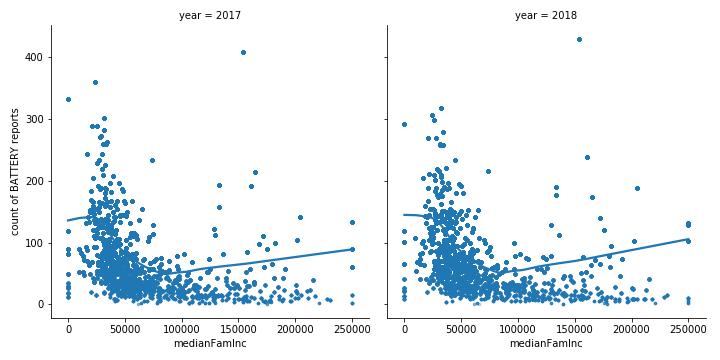 year = 2017
year = 2018
count of BATTERY reports
400
300
200
100
0
0 50000 100000 150000 200000 250000
0 50000 100000 150000 200000 250000
medianFamInc
medianFamInc